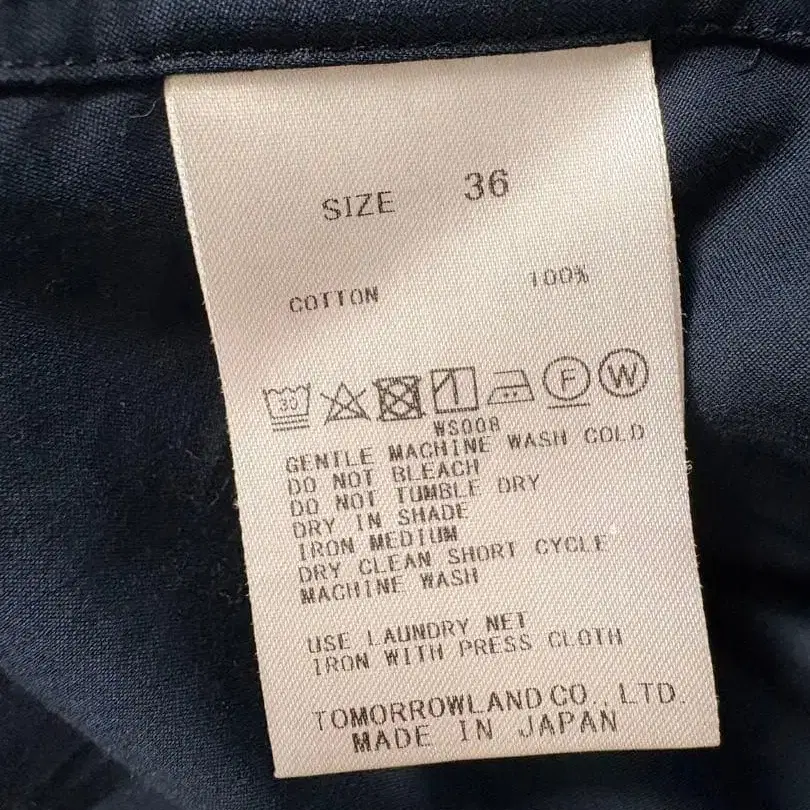 SIZE 36
COTTON 100%
30 F W
WS008
GENTLE MACHINE WASH COLD
DO NOT BLEACH
DO NOT TUMBLE DRY
DRY IN SHADE
IRON MEDIUM
DRY CLEAN SHORT CYCLE
MACHINE WASH
USE LAUNDRY NET
IRON WITH PRESS CLOTH
TOMORROWLAND CO., LTD.
MADE IN JAPAN